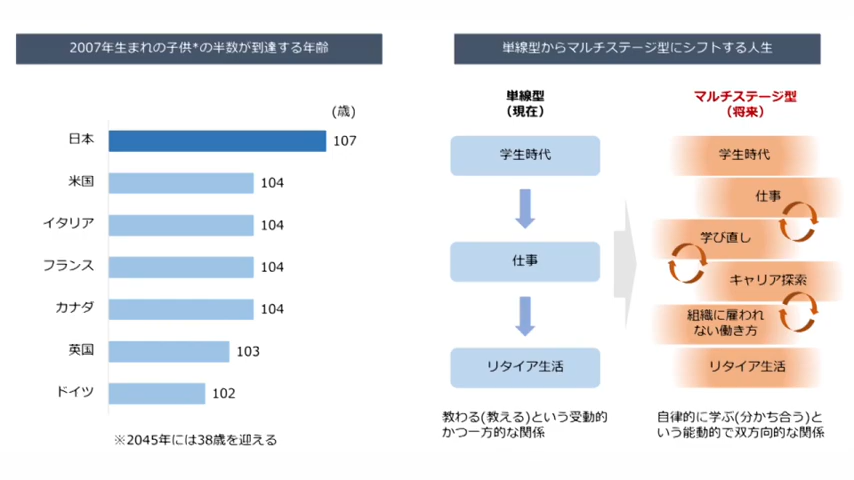 2007年生まれの子供*の半数が到達する年齢
(歳)
日本 107
米国 104
イタリア 104
フランス 104
カナダ 104
英国 103
ドイツ 102
※2045年には38歳を迎える
単線型からマルチステージ型にシフトする人生
単線型
（現在）
学生時代
仕事
リタイア生活
教わる(教える)という受動的
かつ一方的な関係
マルチステージ型
（将来）
学生時代
仕事
学び直し
キャリア探索
組織に雇われ
ない働き方
リタイア生活
自律的に学ぶ(分かち合う)と
いう能動的で双方向的な関係